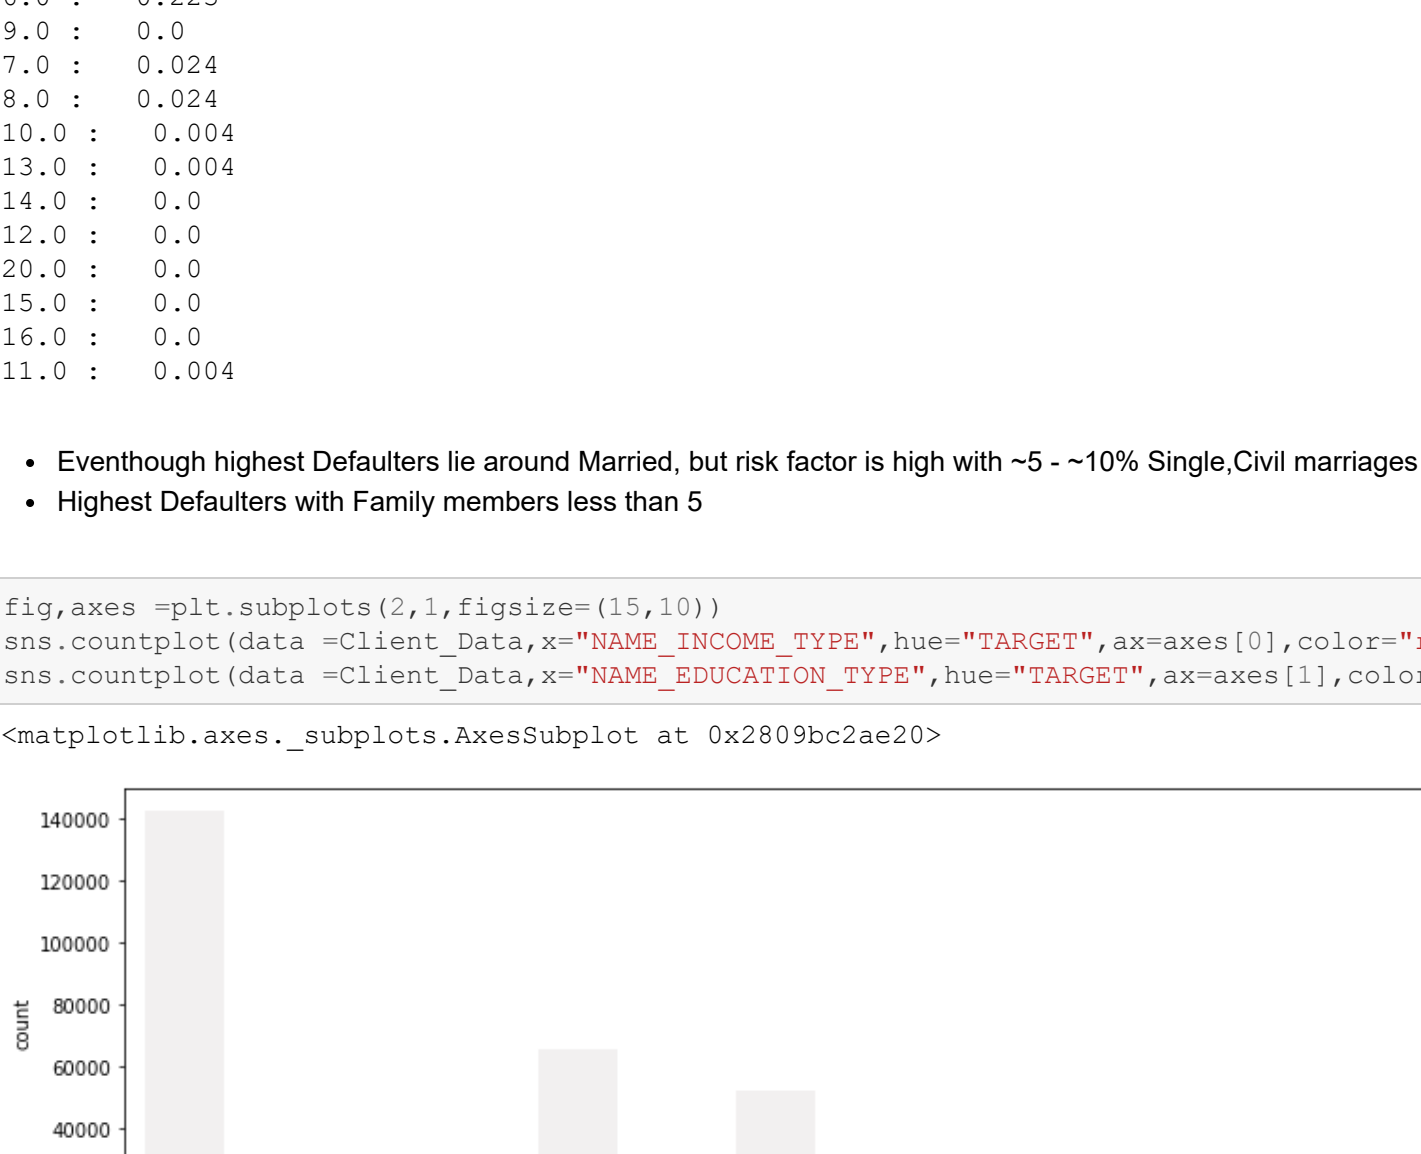 9.0 :   0.0
7.0 :   0.024
8.0 :   0.024
10.0 :   0.004
13.0 :   0.004
14.0 :   0.0
12.0 :   0.0
20.0 :   0.0
15.0 :   0.0
16.0 :   0.0
11.0 :   0.004
• Eventhough highest Defaulters lie around Married, but risk factor is high with ~5 - ~10% Single,Civil marriages
• Highest Defaulters with Family members less than 5
fig,axes =plt.subplots(2,1,figsize=(15,10))
sns.countplot(data =Client_Data,x="NAME_INCOME_TYPE",hue="TARGET",ax=axes[0],color="
sns.countplot(data =Client_Data,x="NAME_EDUCATION_TYPE",hue="TARGET",ax=axes[1],
<matplotlib.axes._subplots.AxesSubplot at 0x2809bc2ae20>
140000
120000
100000
80000
60000
40000
count